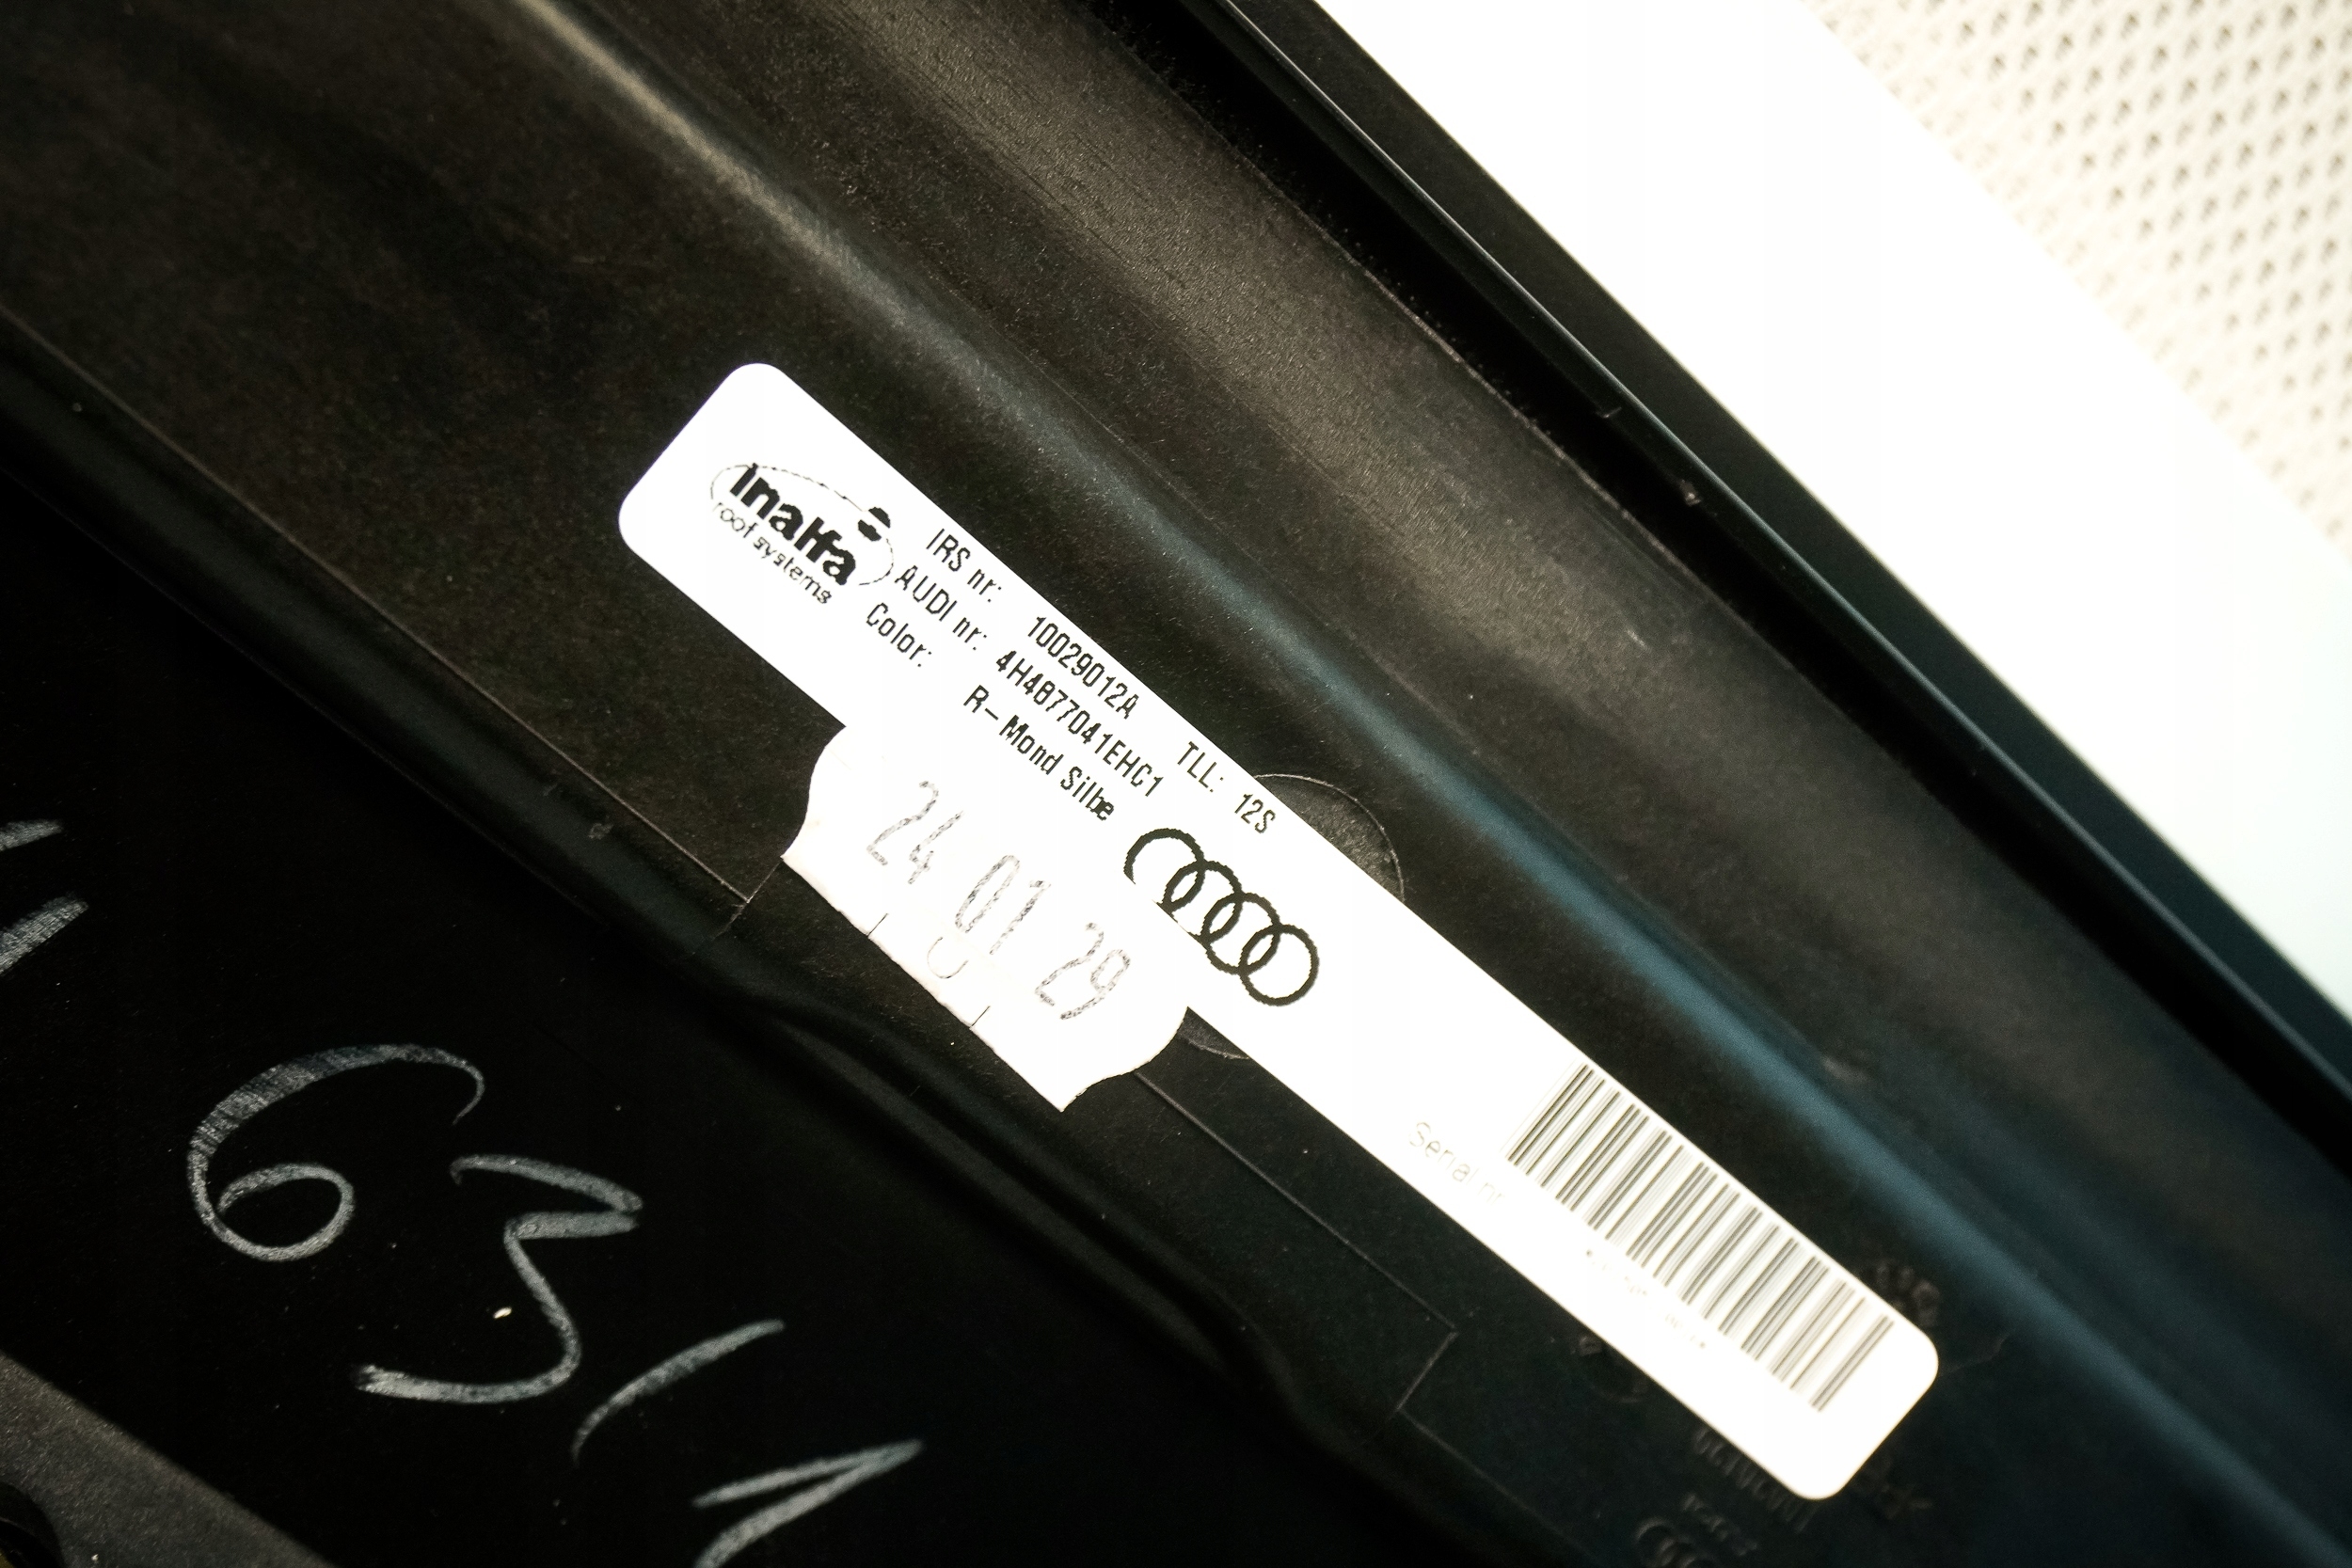 Inalfa
roof systems
IRS nr: 10029012A TLL: 12S
AUDI nr: 4H4877041EHC1
Color: R-Mond Silbe
24 01 29
Serial nr
631